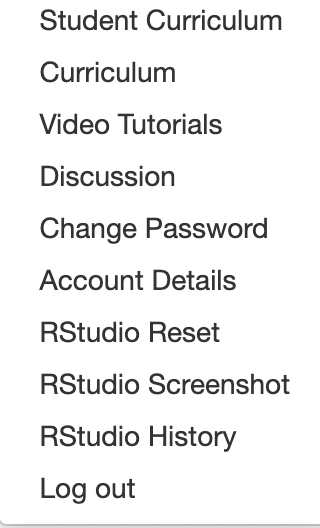 Student Curriculum
Curriculum
Video Tutorials
Discussion
Change Password
Account Details
RStudio Reset
RStudio Screenshot
RStudio History
Log out